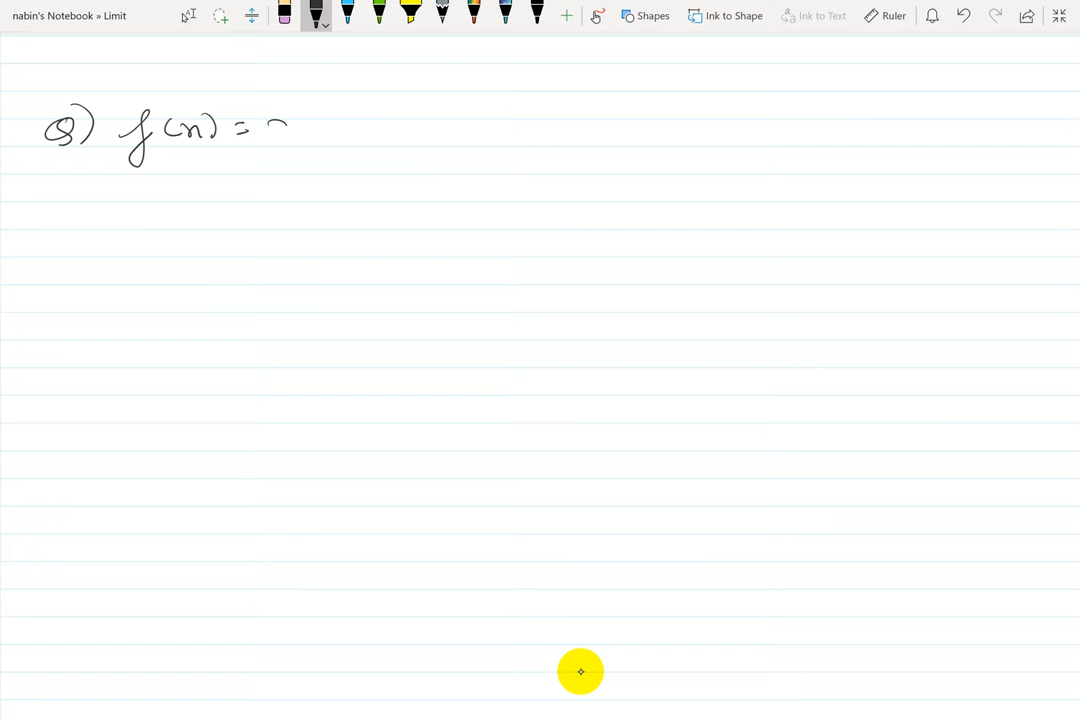 nabin's Notebook » Limit
Shapes
Ink to Shape
Ink to Text
Ruler
Q) f(x) =